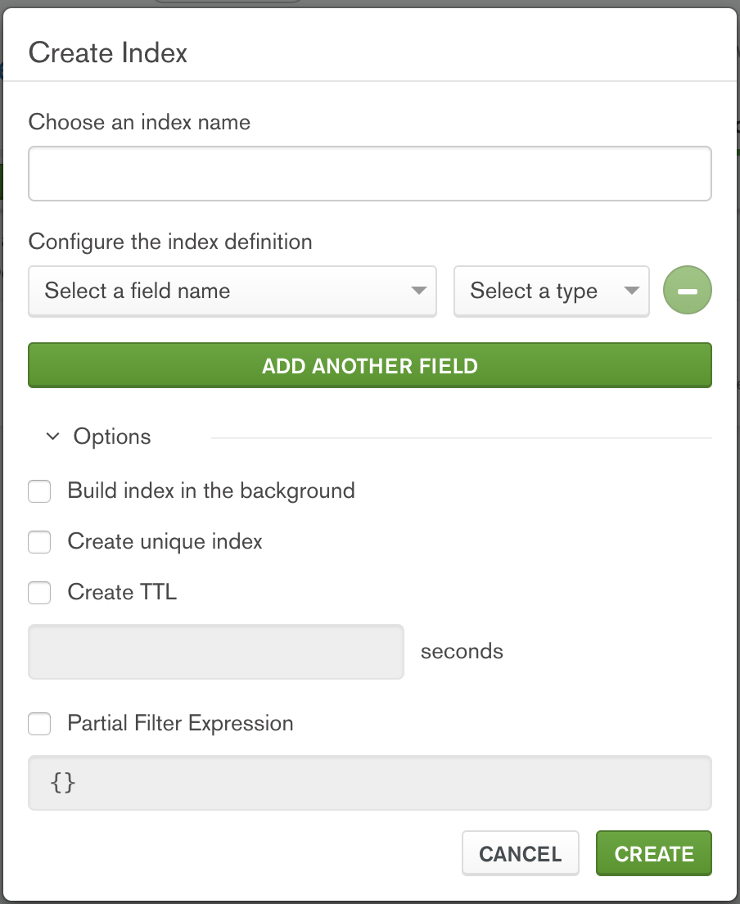 Create Index
Choose an index name
Configure the index definition
Select a field name Select a type
ADD ANOTHER FIELD
Options
Build index in the background
Create unique index
Create TTL
seconds
Partial Filter Expression
{}
CANCEL CREATE